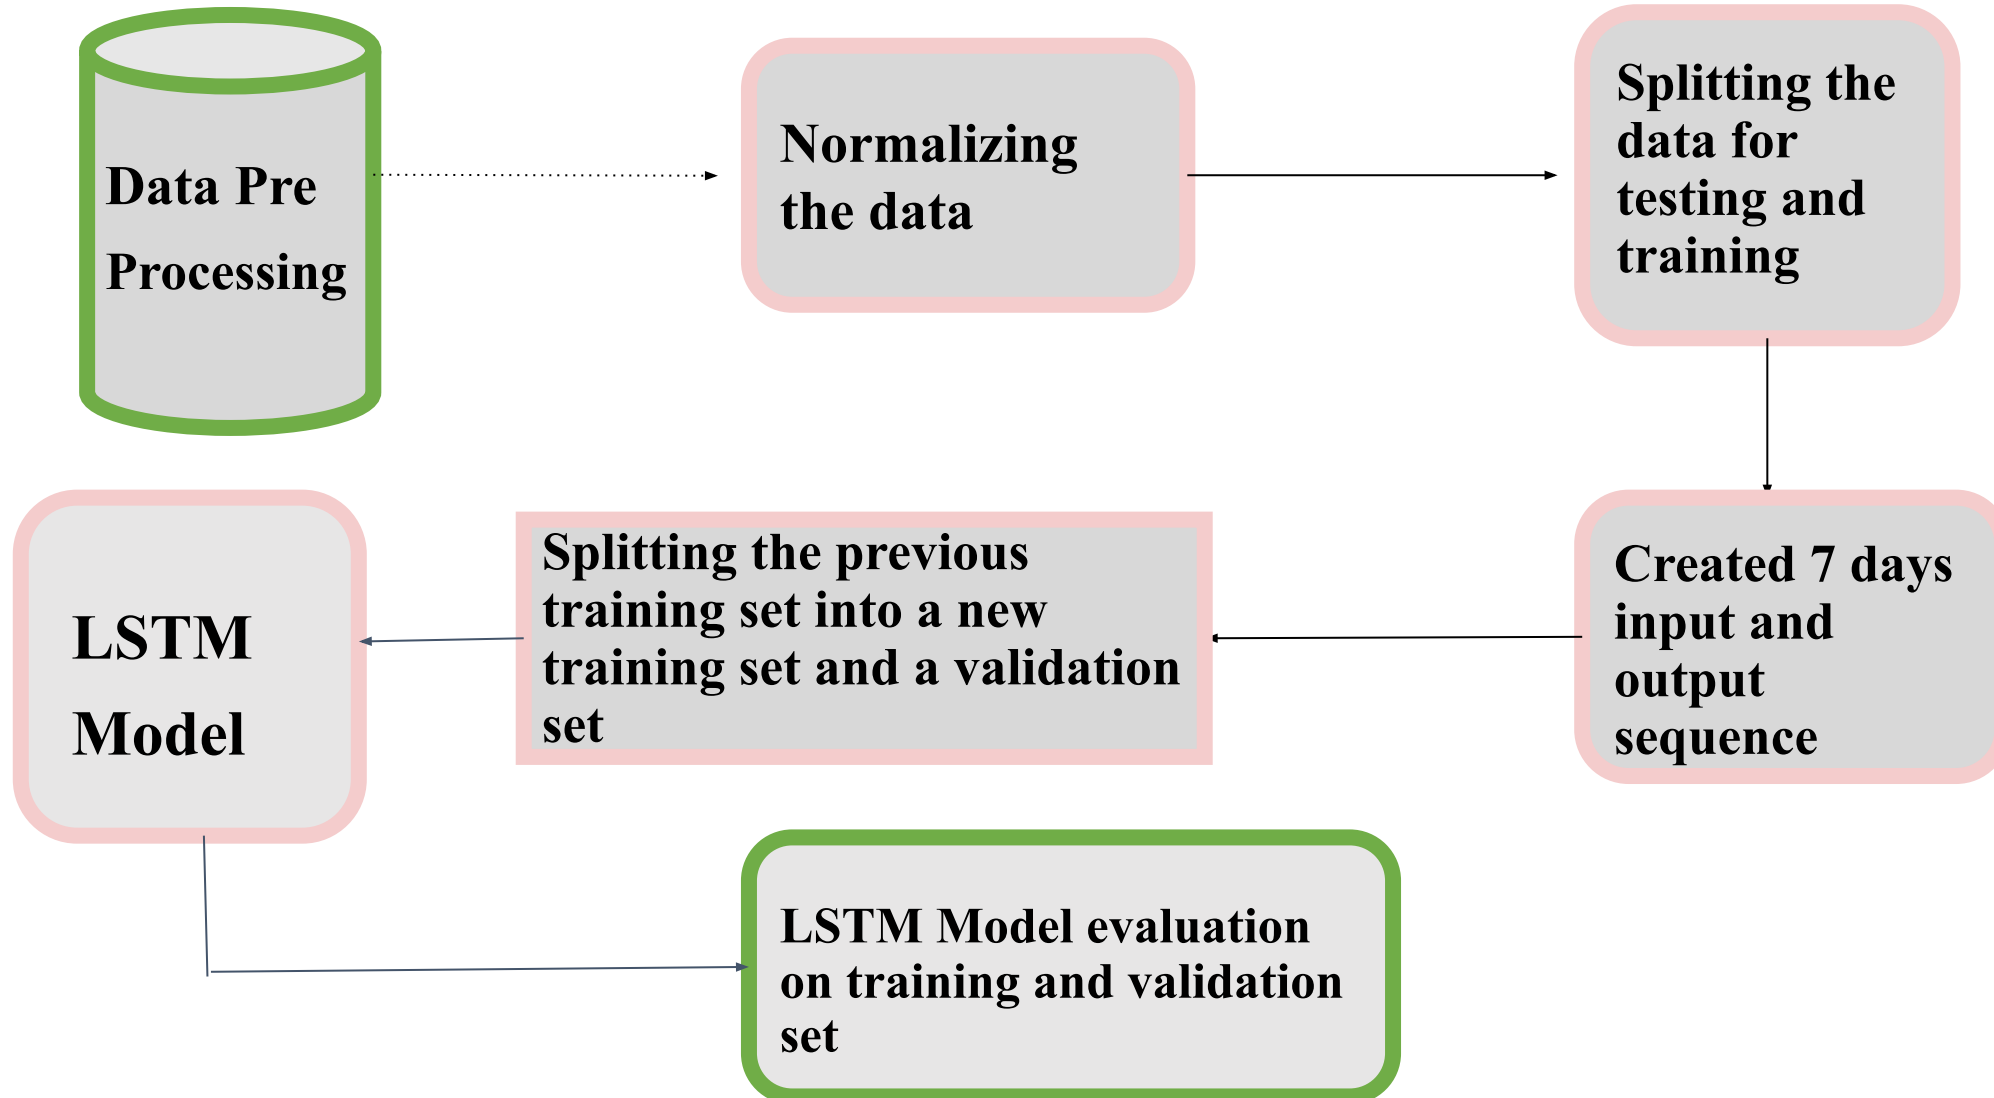 Data Pre
Processing
Normalizing
the data
Splitting the
data for
testing and
training
Created 7 days
input and
output
sequence
Splitting the previous
training set into a new
training set and a validation
set
LSTM
Model
LSTM Model evaluation
on training and validation
set